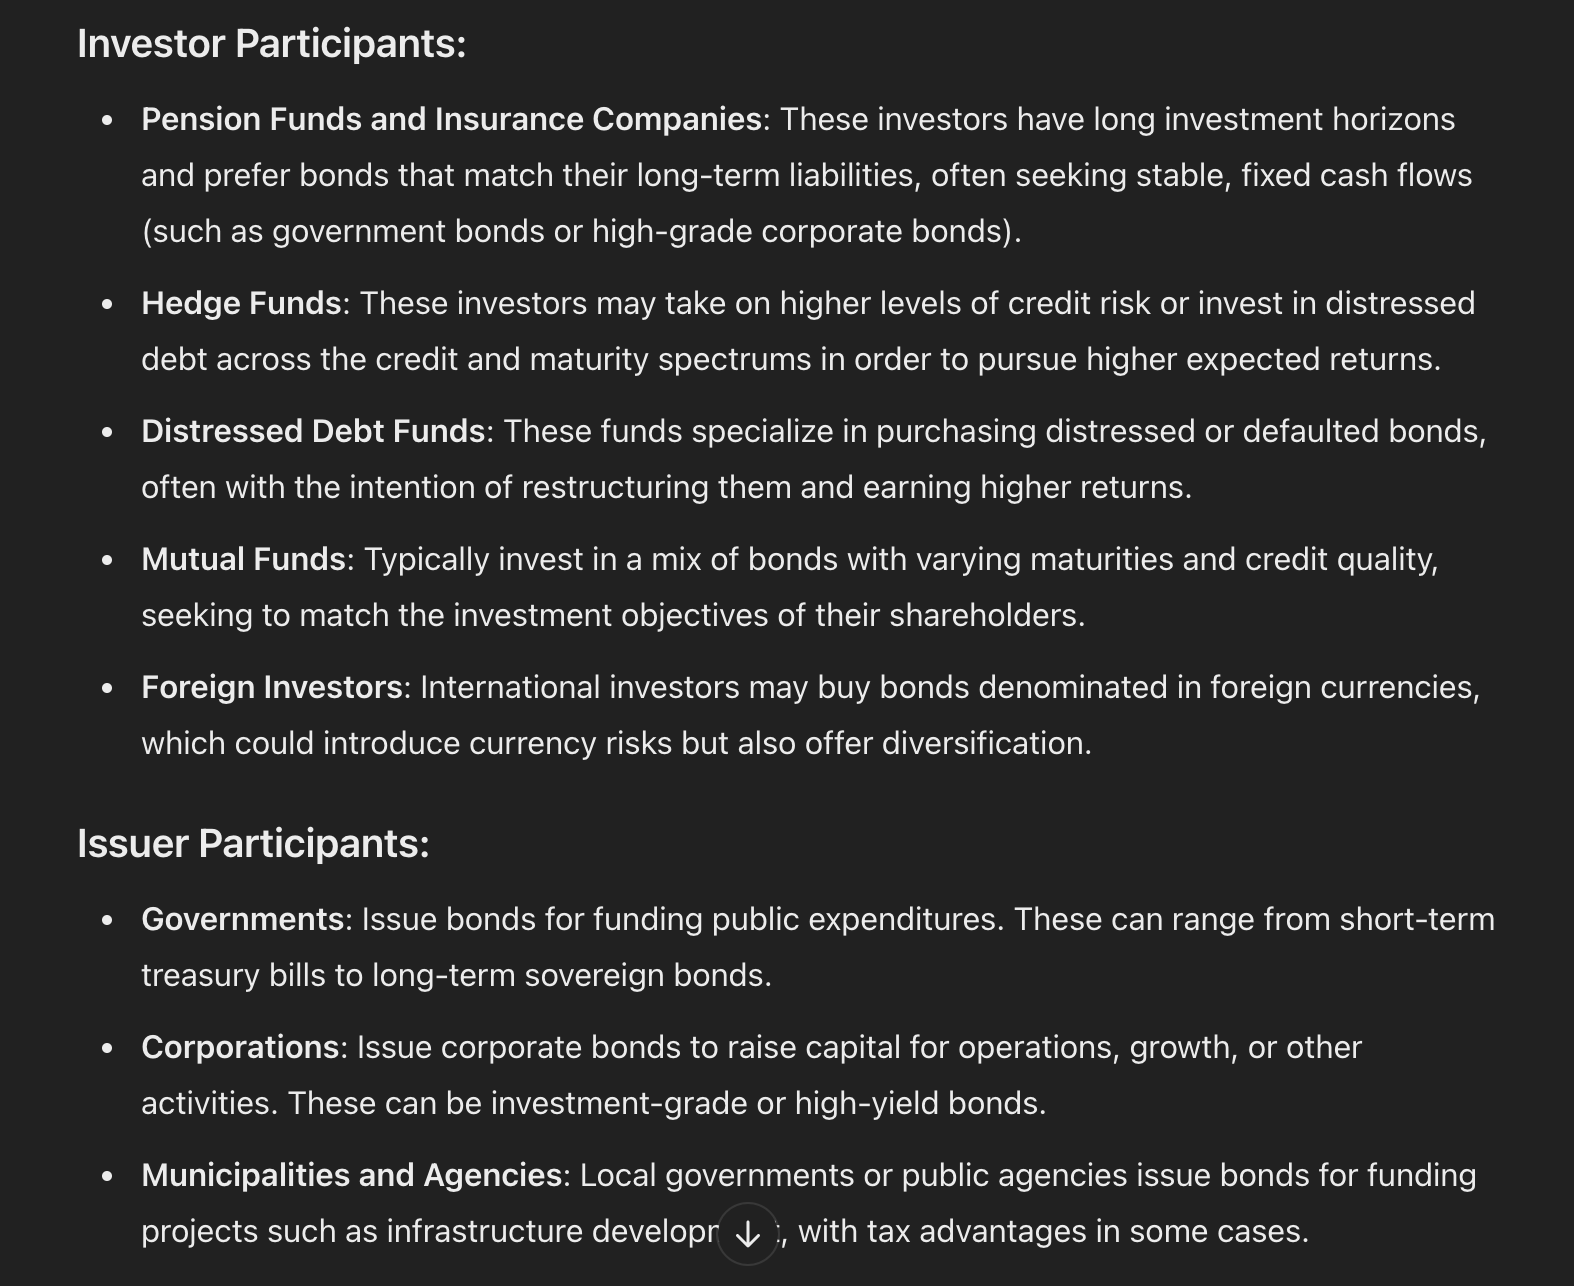 Investor Participants:
• Pension Funds and Insurance Companies: These investors have long investment horizons
and prefer bonds that match their long-term liabilities, often seeking stable, fixed cash flows
(such as government bonds or high-grade corporate bonds).
• Hedge Funds: These investors may take on higher levels of credit risk or invest in distressed
debt across the credit and maturity spectrums in order to pursue higher expected returns.
• Distressed Debt Funds: These funds specialize in purchasing distressed or defaulted bonds,
often with the intention of restructuring them and earning higher returns.
• Mutual Funds: Typically invest in a mix of bonds with varying maturities and credit quality,
seeking to match the investment objectives of their shareholders.
• Foreign Investors: International investors may buy bonds denominated in foreign currencies,
which could introduce currency risks but also offer diversification.
Issuer Participants:
• Governments: Issue bonds for funding public expenditures. These can range from short-term
treasury bills to long-term sovereign bonds.
• Corporations: Issue corporate bonds to raise capital for operations, growth, or other
activities. These can be investment-grade or high-yield bonds.
• Municipalities and Agencies: Local governments or public agencies issue bonds for funding
projects such as infrastructure , with tax advantages in some cases.